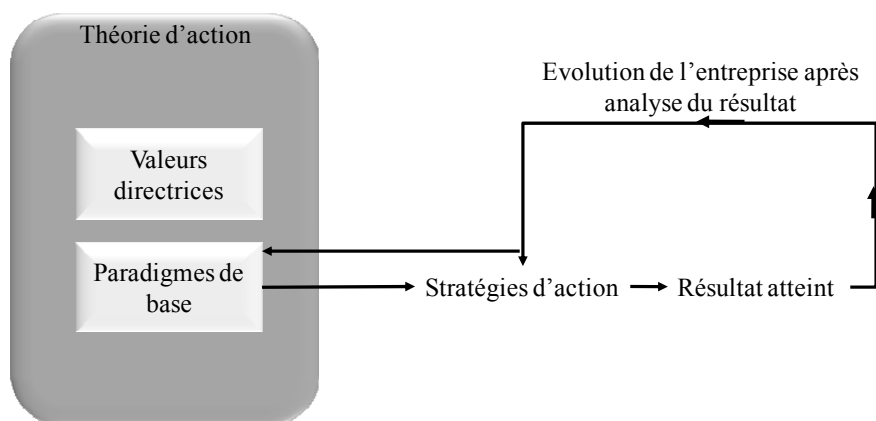 Théorie d’action
Evolution de l’entreprise après
analyse du résultat
Valeurs
directrices
Paradigmes de
base
Stratégies d’action
Résultat atteint